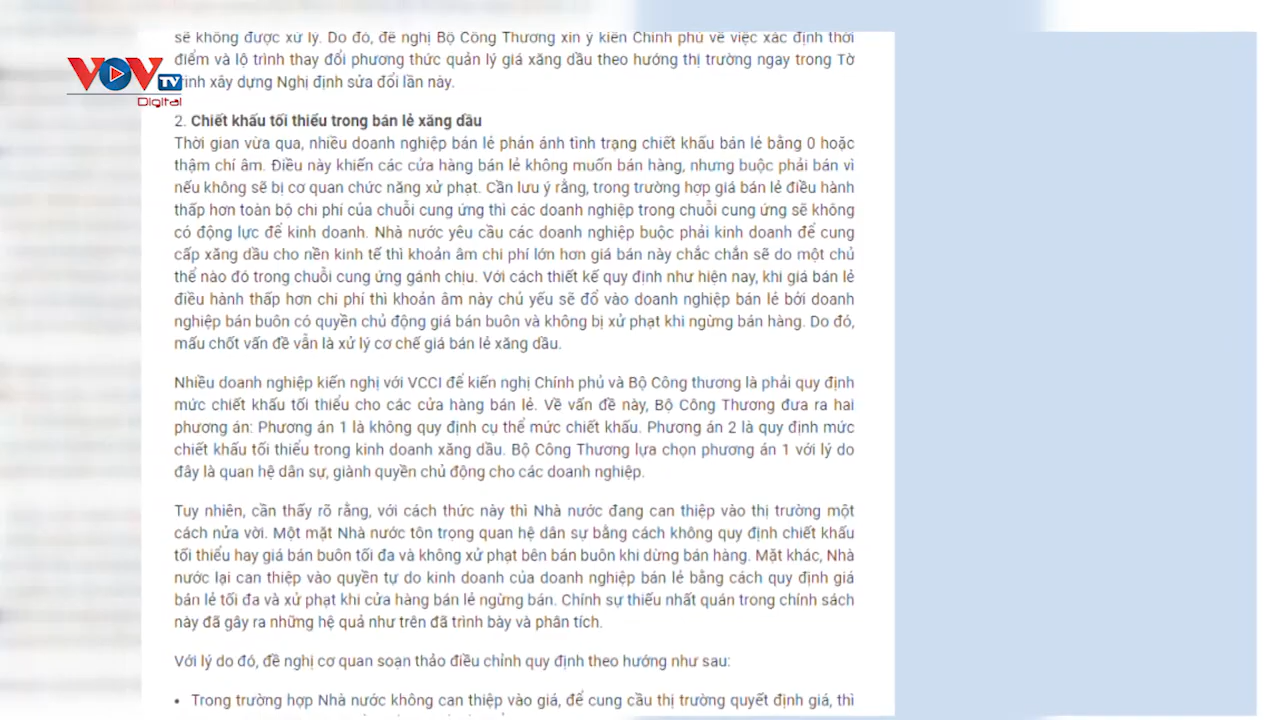 sẽ không được xử lý. Do đó, đề nghị Bộ Công Thương xin ý kiến Chính phủ về việc xác định thời
điểm và lộ trình thay đổi phương thức quản lý giá xăng dầu theo hướng thị trường ngay trong Tờ
trình xây dựng Nghị định sửa đổi lần này.
VOV TV
Digital
2. Chiết khấu tối thiểu trong bán lẻ xăng dầu
Thời gian vừa qua, nhiều doanh nghiệp bán lẻ phản ánh tình trạng chiết khấu bán lẻ bằng 0 hoặc
thậm chí âm. Điều này khiến các cửa hàng bán lẻ không muốn bán hàng, nhưng buộc phải bán vì
nếu không sẽ bị cơ quan chức năng xử phạt. Cần lưu ý rằng, trong trường hợp giá bán lẻ điều hành
thấp hơn toàn bộ chi phí của chuỗi cung ứng thì các doanh nghiệp trong chuỗi cung ứng sẽ không
có động lực để kinh doanh. Nhà nước yêu cầu các doanh nghiệp buộc phải kinh doanh để cung
cấp xăng dầu cho nền kinh tế thì khoản âm chi phí lớn hơn giá bán này chắc chắn sẽ do một chủ
thể nào đó trong chuỗi cung ứng gánh chịu. Với cách thiết kế quy định như hiện nay, khi giá bán lẻ
điều hành thấp hơn chi phí thì khoản âm này chủ yếu sẽ đổ vào doanh nghiệp bán lẻ bởi doanh
nghiệp bán buôn có quyền chủ động giá bán buôn và không bị xử phạt khi ngừng bán hàng. Do đó,
mấu chốt vấn đề vẫn là xử lý cơ chế giá bán lẻ xăng dầu.
Nhiều doanh nghiệp kiến nghị với VCCI để kiến nghị Chính phủ và Bộ Công thương là phải quy định
mức chiết khấu tối thiểu cho các cửa hàng bán lẻ. Về vấn đề này, Bộ Công Thương đưa ra hai
phương án: Phương án 1 là không quy định cụ thể mức chiết khấu. Phương án 2 là quy định mức
chiết khấu tối thiểu trong kinh doanh xăng dầu. Bộ Công Thương lựa chọn phương án 1 với lý do
đây là quan hệ dân sự, giành quyền chủ động cho các doanh nghiệp.
Tuy nhiên, cần thấy rõ rằng, với cách thức này thì Nhà nước đang can thiệp vào thị trường một
cách nửa vời. Một mặt Nhà nước tôn trọng quan hệ dân sự bằng cách không quy định chiết khấu
tối thiểu hay giá bán buôn tối đa và không xử phạt bên bán buôn khi dừng bán hàng. Mặt khác, Nhà
nước lại can thiệp vào quyền tự do kinh doanh của doanh nghiệp bán lẻ bằng cách quy định giá
bán lẻ tối đa và xử phạt khi cửa hàng bán lẻ ngừng bán. Chính sự thiếu nhất quán trong chính sách
này đã gây ra những hệ quả như trên đã trình bày và phân tích.
Với lý do đó, đề nghị cơ quan soạn thảo điều chỉnh quy định theo hướng như sau:
• Trong trường hợp Nhà nước không can thiệp vào giá, để cung cầu thị trường quyết định giá, thì